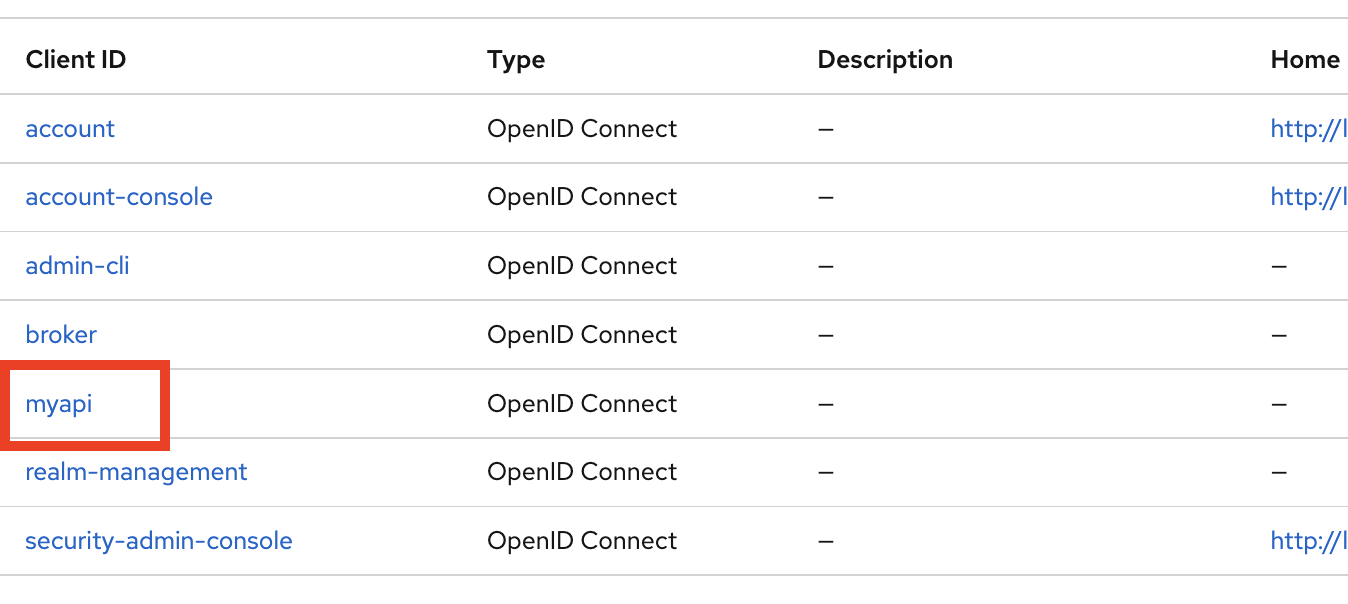 Client ID Type Description Home
account OpenID Connect – http://l
account-console OpenID Connect – http://l
admin-cli OpenID Connect – –
broker OpenID Connect – –
myapi OpenID Connect – –
realm-management OpenID Connect – –
security-admin-console OpenID Connect – http://l